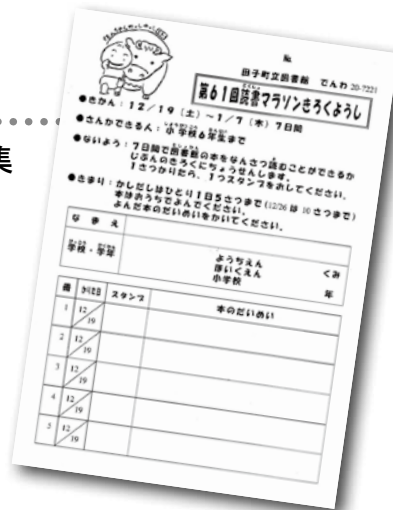 集
No.
田子町立図書館 でんわ 20-7221
第61回読書マラソンきろくようし
●きかん：12/19（土）～1/7（木）7日間
●さんかできる人：小学校6年生まで
●ないよう：7日間で図書館の本をなんさつ読むことができるか
じぶんのきろくにちょうせんします。
1さつかりたら、1つスタンプをおしてください。
●きまり：かしだしはひとり1日5さつまで(12/26は10さつまで)
本はおうちでよんでください。
よんだ本のだいめいをかいてください。
なまえ
学校・学年
ようちえん
ほいくえん くみ
小学校 年
番 かりた日 スタンプ 本のだいめい
1 12/19
2 12/19
3 12/19
4 12/19
5 12/19